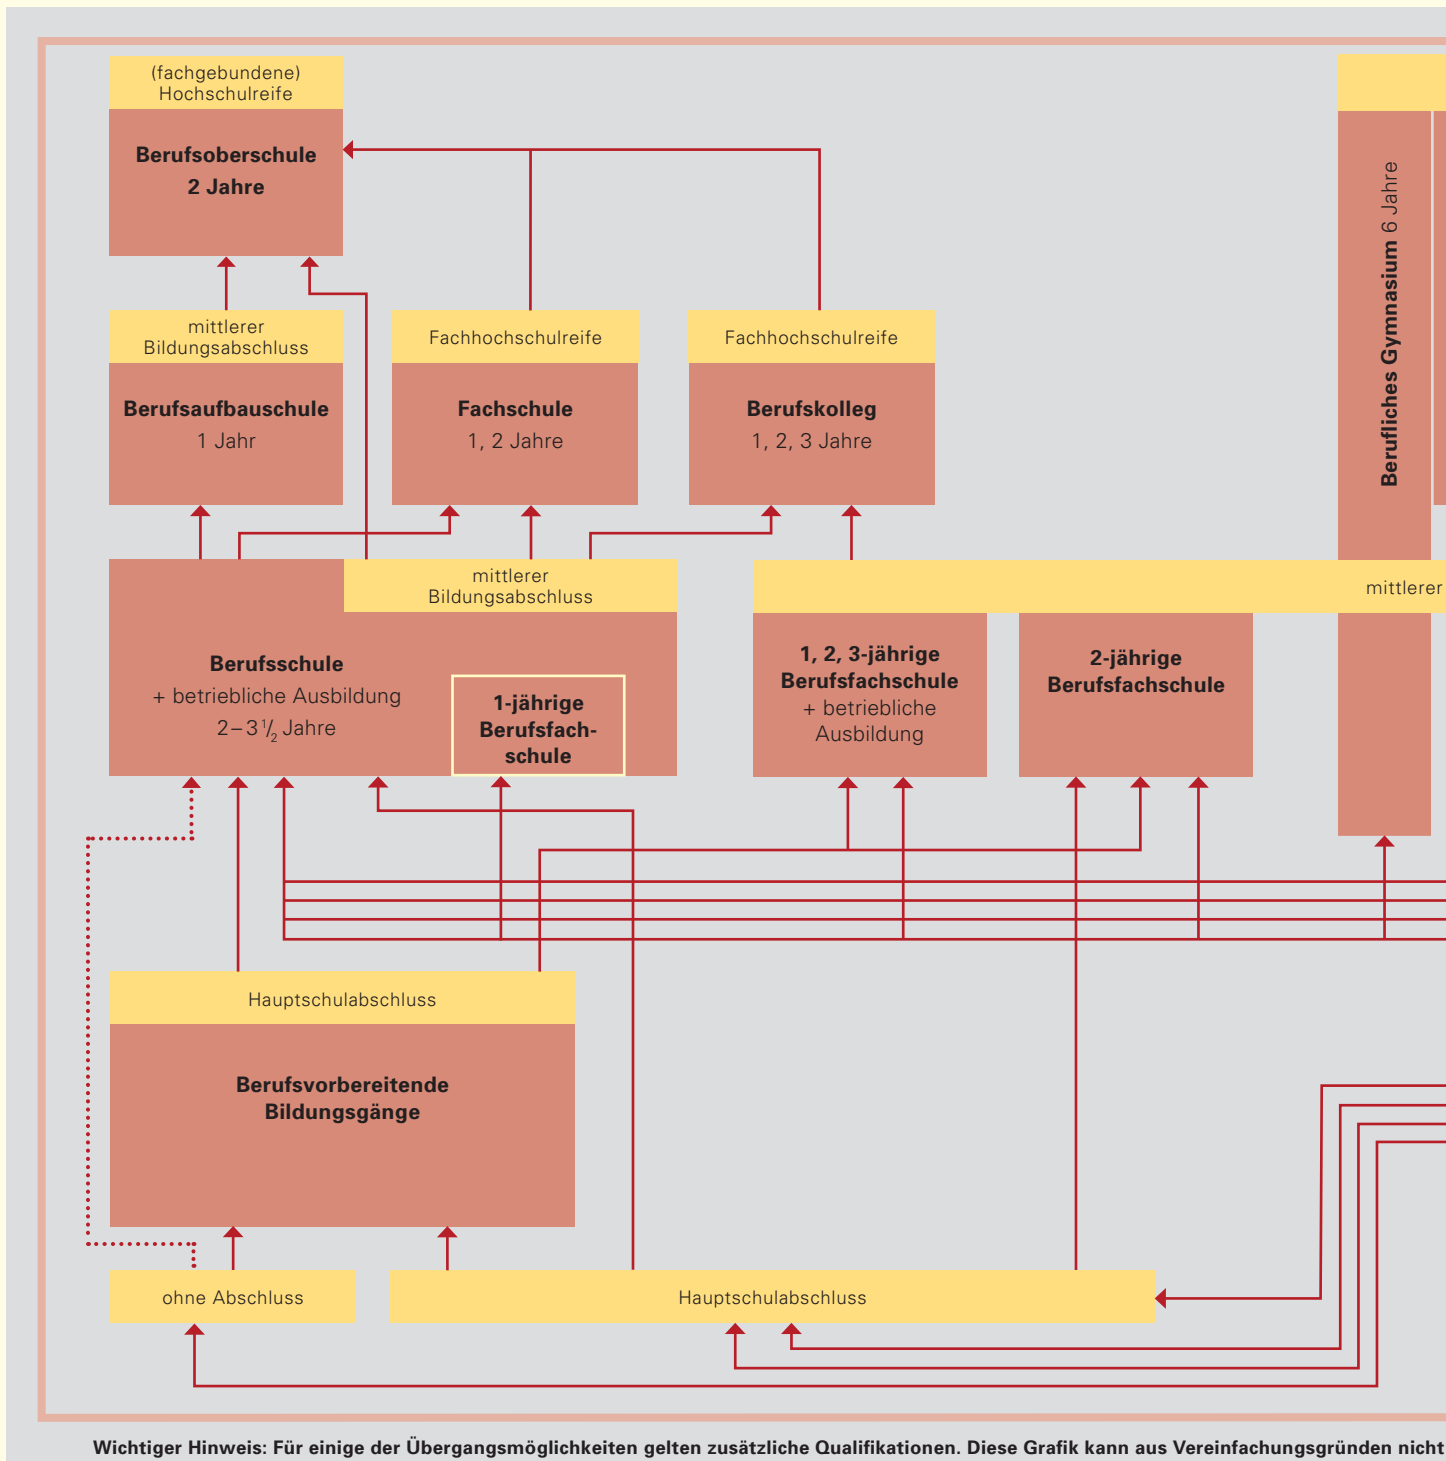 (fachgebundene)
Hochschulreife
Berufsoberschule
2 Jahre
Berufliches Gymnasium 6 Jahre
mittlerer
Bildungsabschluss
Berufsaufbauschule
1 Jahr
Fachhochschulreife
Fachschule
1, 2 Jahre
Fachhochschulreife
Berufskolleg
1, 2, 3 Jahre
mittlerer
Bildungsabschluss
Berufsschule
+ betriebliche Ausbildung
2–3 1/2 Jahre
1-jährige
Berufsfach-
schule
mittlerer
1, 2, 3-jährige
Berufsfachschule
+ betriebliche
Ausbildung
2-jährige
Berufsfachschule
Hauptschulabschluss
Berufsvorbereitende
Bildungsgänge
ohne Abschluss
Hauptschulabschluss
Wichtiger Hinweis: Für einige der Übergangsmöglichkeiten gelten zusätzliche Qualifikationen. Diese Grafik kann aus Vereinfachungsgründen nicht